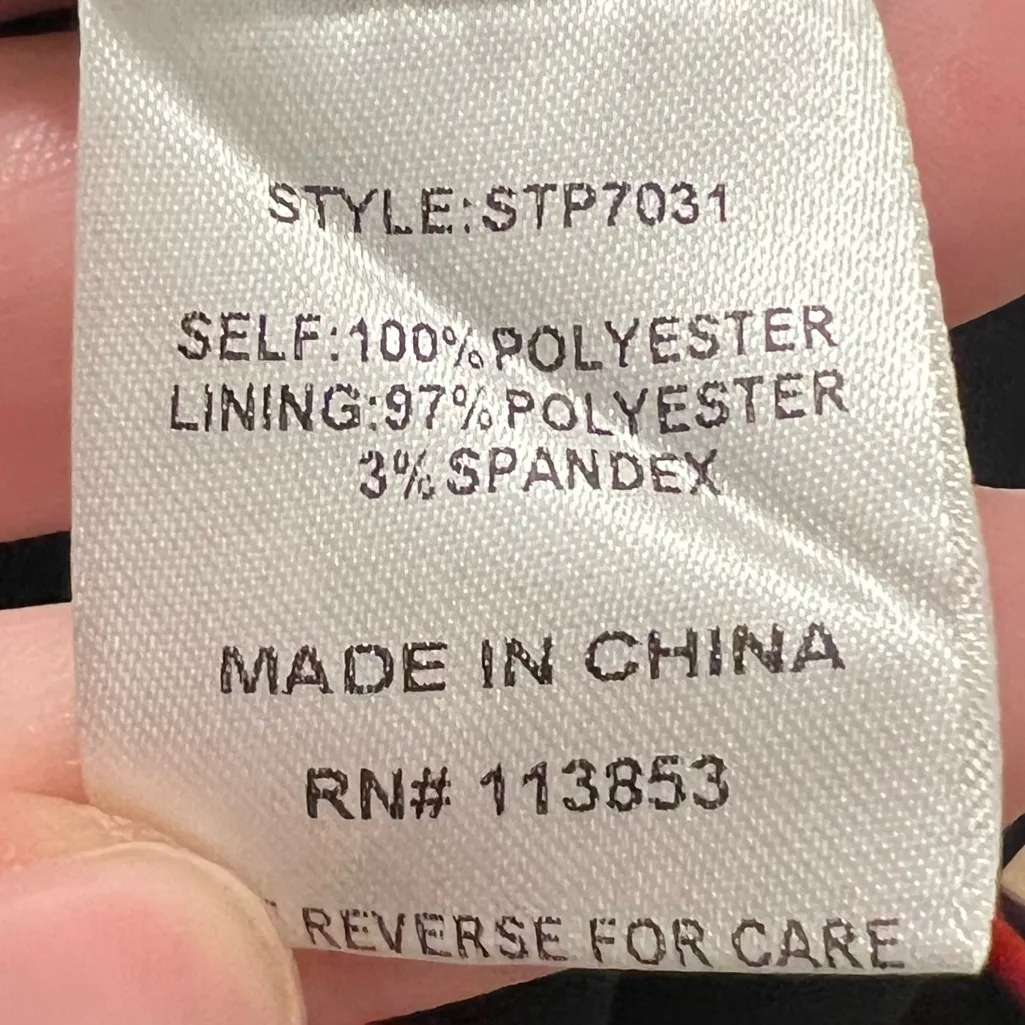 STYLE:STP7031
SELF:100%POLYESTER
LINING:97%POLYESTER
3%SPANDEX
MADE IN CHINA
RN# 113853
REVERSE FOR CARE